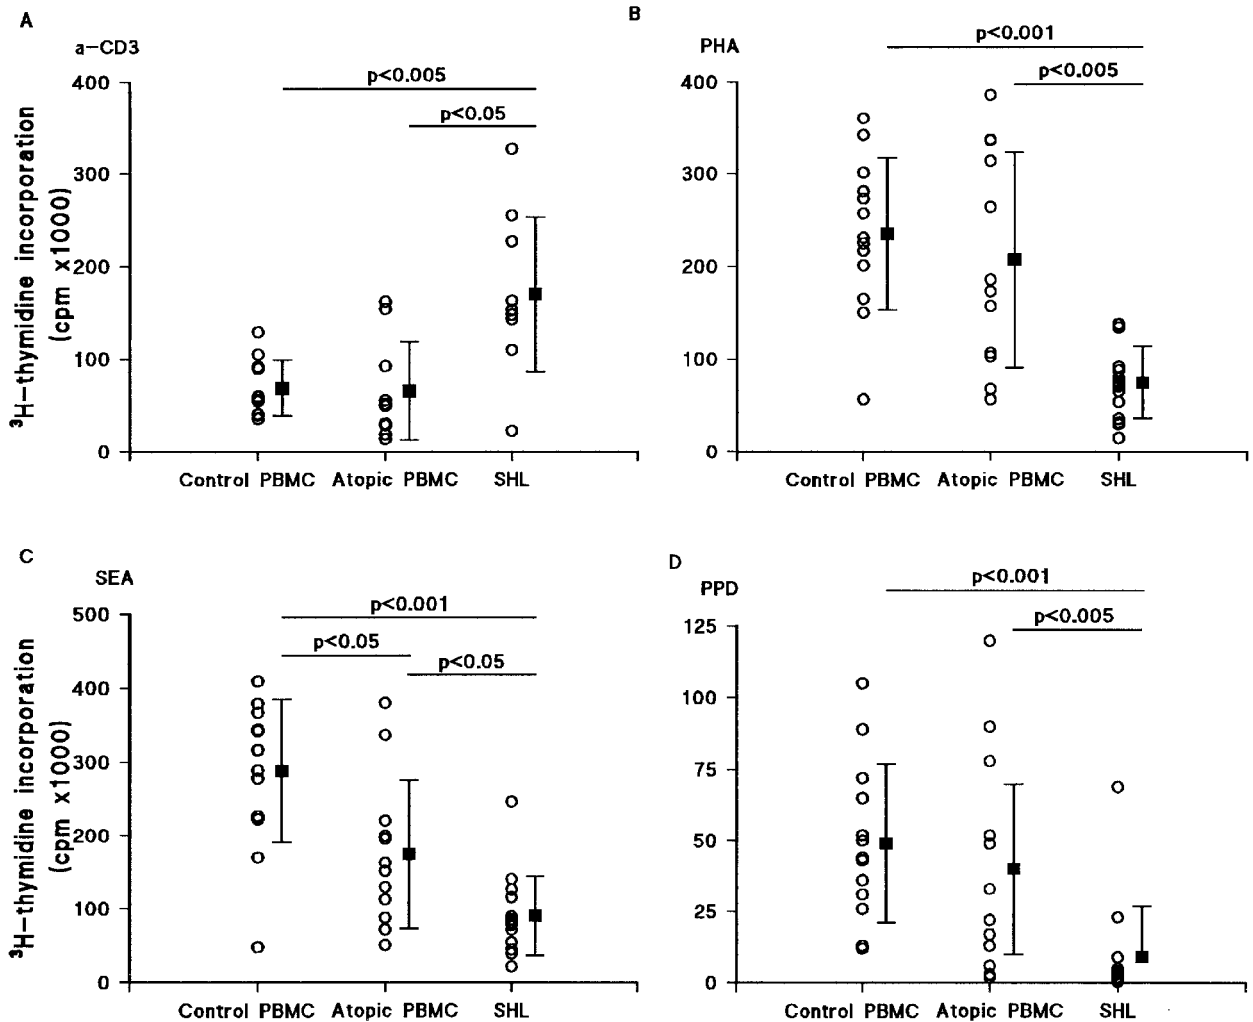 A
a-CD3
p<0.005
p<0.05
400
300
200
100
0
³H-thymidine incorporation
(cpm x1000)
Control PBMC
Atopic PBMC
SHL
B
PHA
p<0.001
p<0.005
400
300
200
100
0
Control PBMC
Atopic PBMC
SHL
C
SEA
p<0.001
p<0.05
p<0.05
500
400
300
200
100
0
³H-thymidine incorporation
(cpm x1000)
Control PBMC
Atopic PBMC
SHL
D
PPD
p<0.001
p<0.005
125
100
75
50
25
0
Control PBMC
Atopic PBMC
SHL